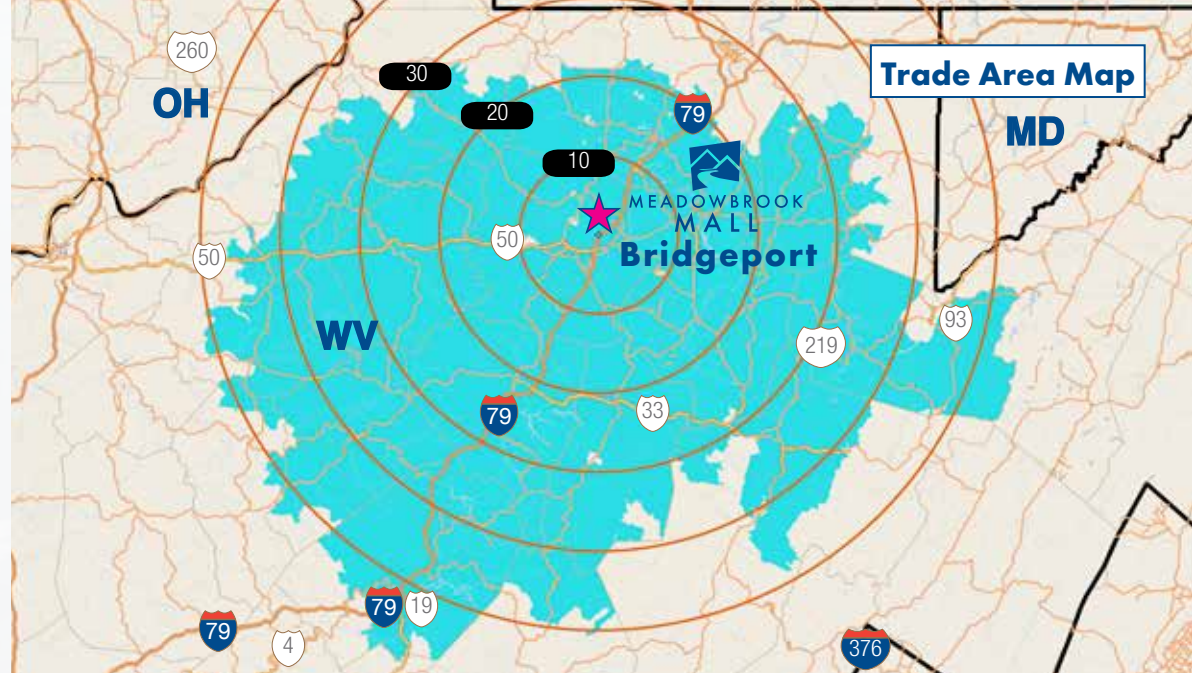 260
30
Trade Area Map
OH
20
79
MD
10
MEADOWBROOK
MALL
50
Bridgeport
50
93
WV
219
79
33
79
19
79
4
376